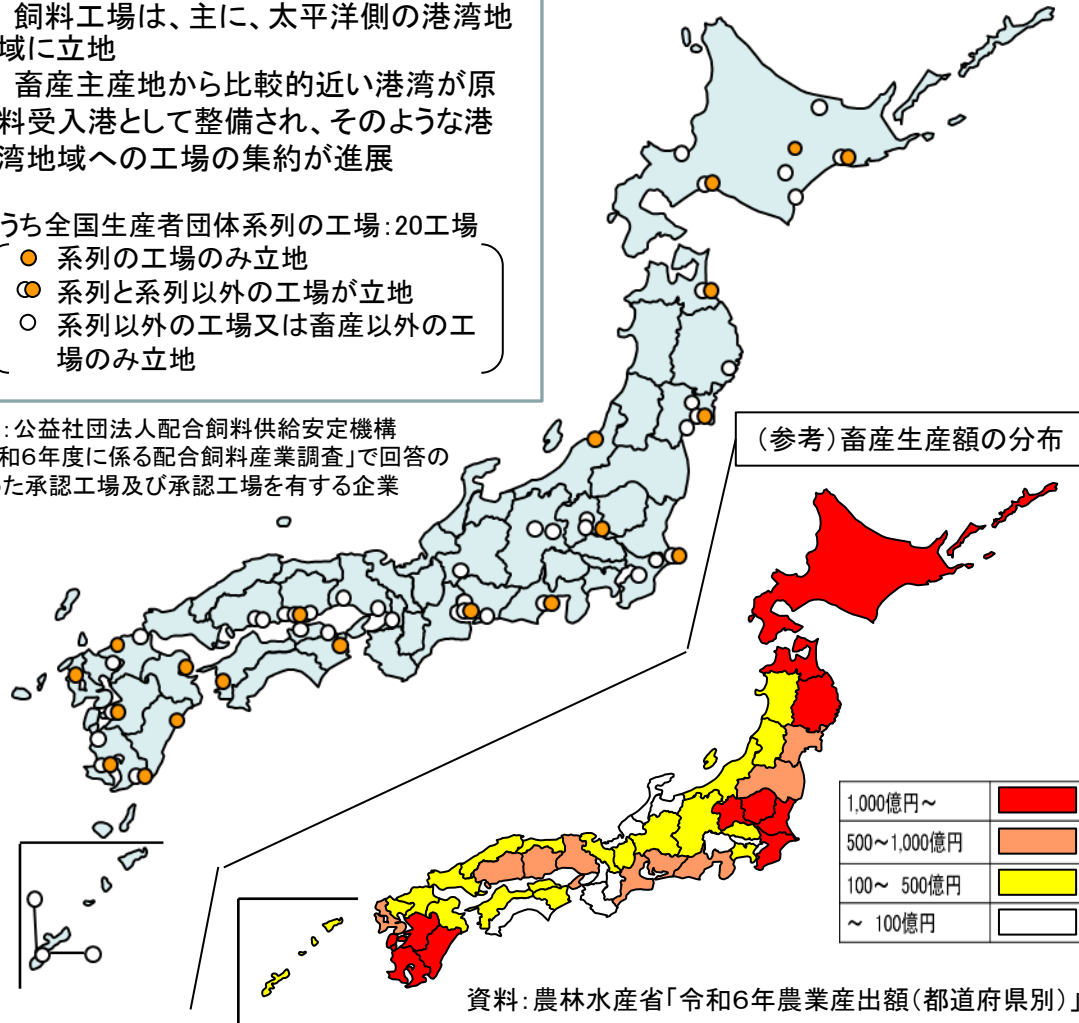 飼料工場は、主に、太平洋側の港湾地
域に立地
畜産主産地から比較的近い港湾が原
料受入港として整備され、そのような港
湾地域への工場の集約が進展
うち全国生産者団体系列の工場：20工場
系列の工場のみ立地
系列と系列以外の工場が立地
系列以外の工場又は畜産以外の工
場のみ立地
：公益社団法人配合飼料供給安定機構
和6年度に係る配合飼料産業調査」で回答の
った承認工場及び承認工場を有する企業
（参考）畜産生産額の分布
1,000億円～
500～1,000億円
100～ 500億円
～ 100億円
資料：農林水産省「令和6年農業産出額（都道府県別）」